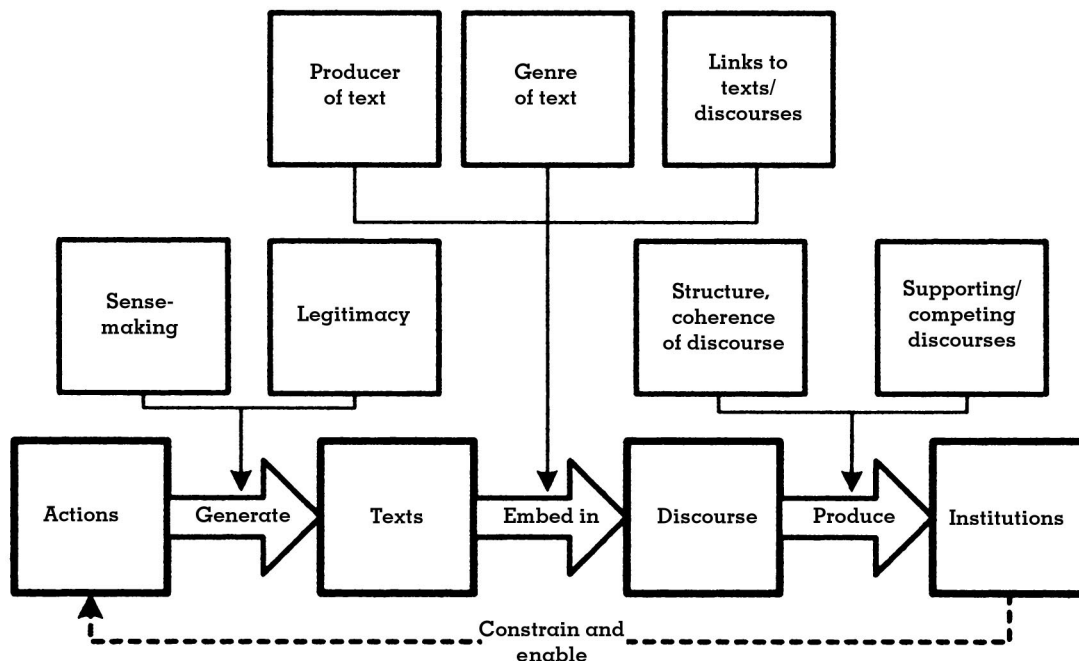 Producer
of text
Genre
of text
Links to
texts/
discourses
Sense-
making
Legitimacy
Structure,
coherence
of discourse
Supporting/
competing
discourses
Actions
Generate
Texts
Embed in
Discourse
Produce
Institutions
Constrain and
enable